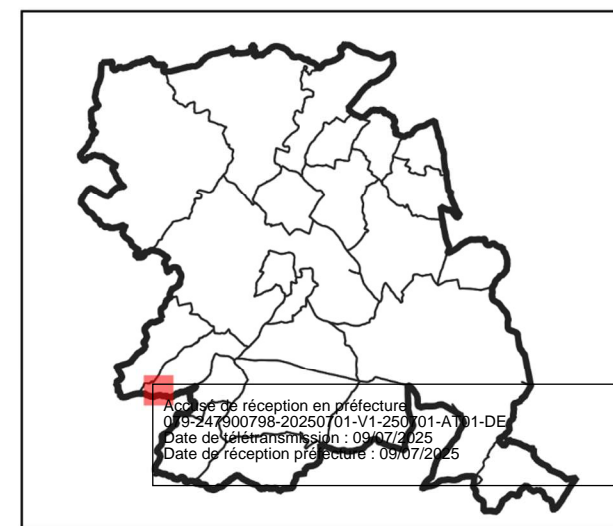 Accusé de réception en préfecture
079-247900798-20250701-V1-250701-AT01-DE
Date de télétransmission : 09/07/2025
Date de réception préfecture : 09/07/2025